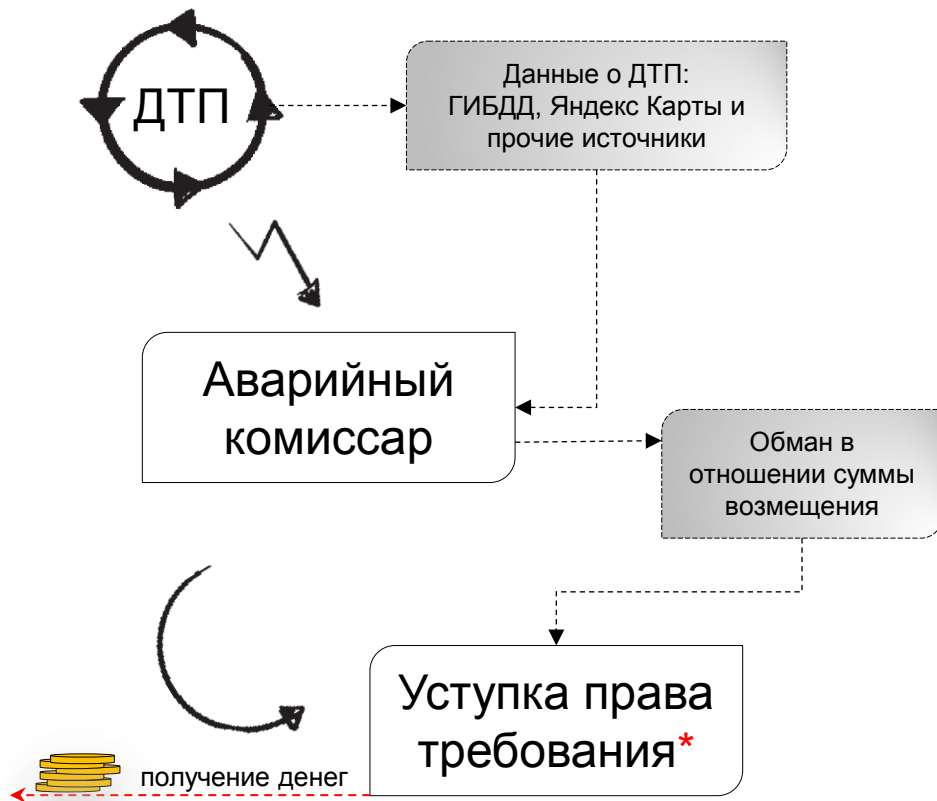 ДТП
Данные о ДТП:
ГИБДД, Яндекс Карты и
прочие источники
Аварийный
комиссар
Обман в
отношении суммы
возмещения
Уступка права
требования*
получение денег